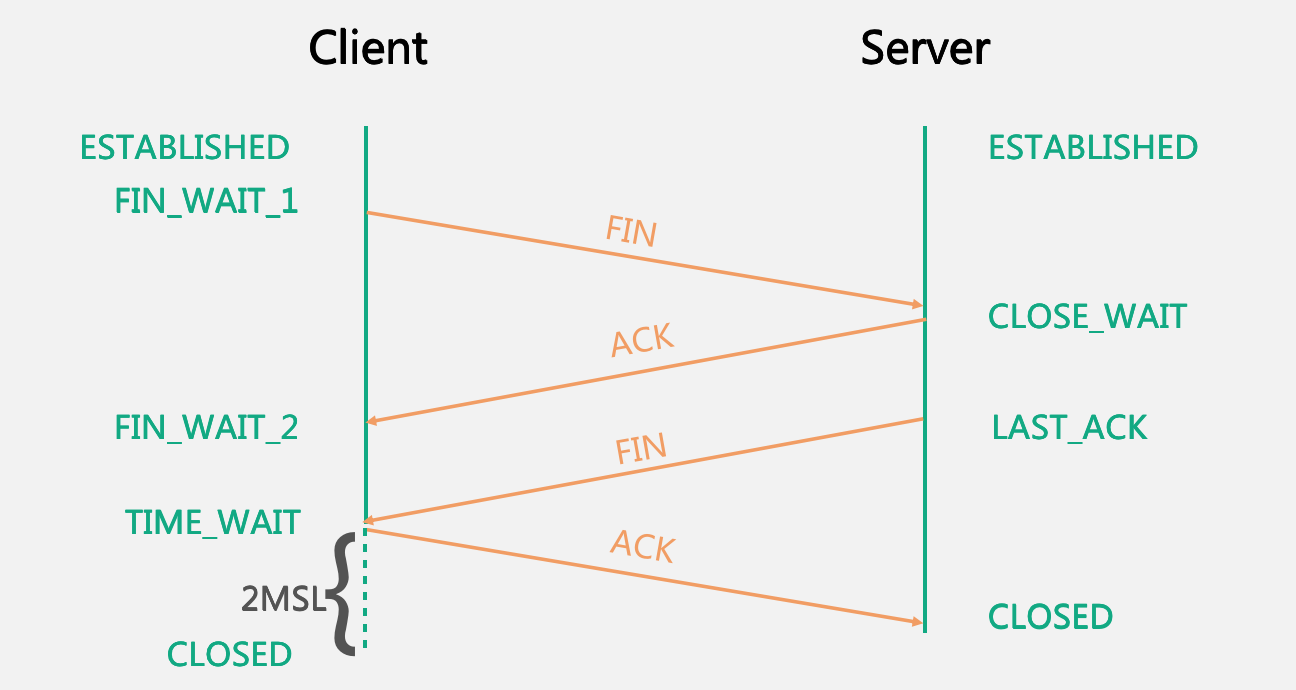 Client
Server
ESTABLISHED
ESTABLISHED
FIN_WAIT_1
FIN
CLOSE_WAIT
ACK
FIN_WAIT_2
LAST_ACK
FIN
TIME_WAIT
ACK
2MSL
CLOSED
CLOSED